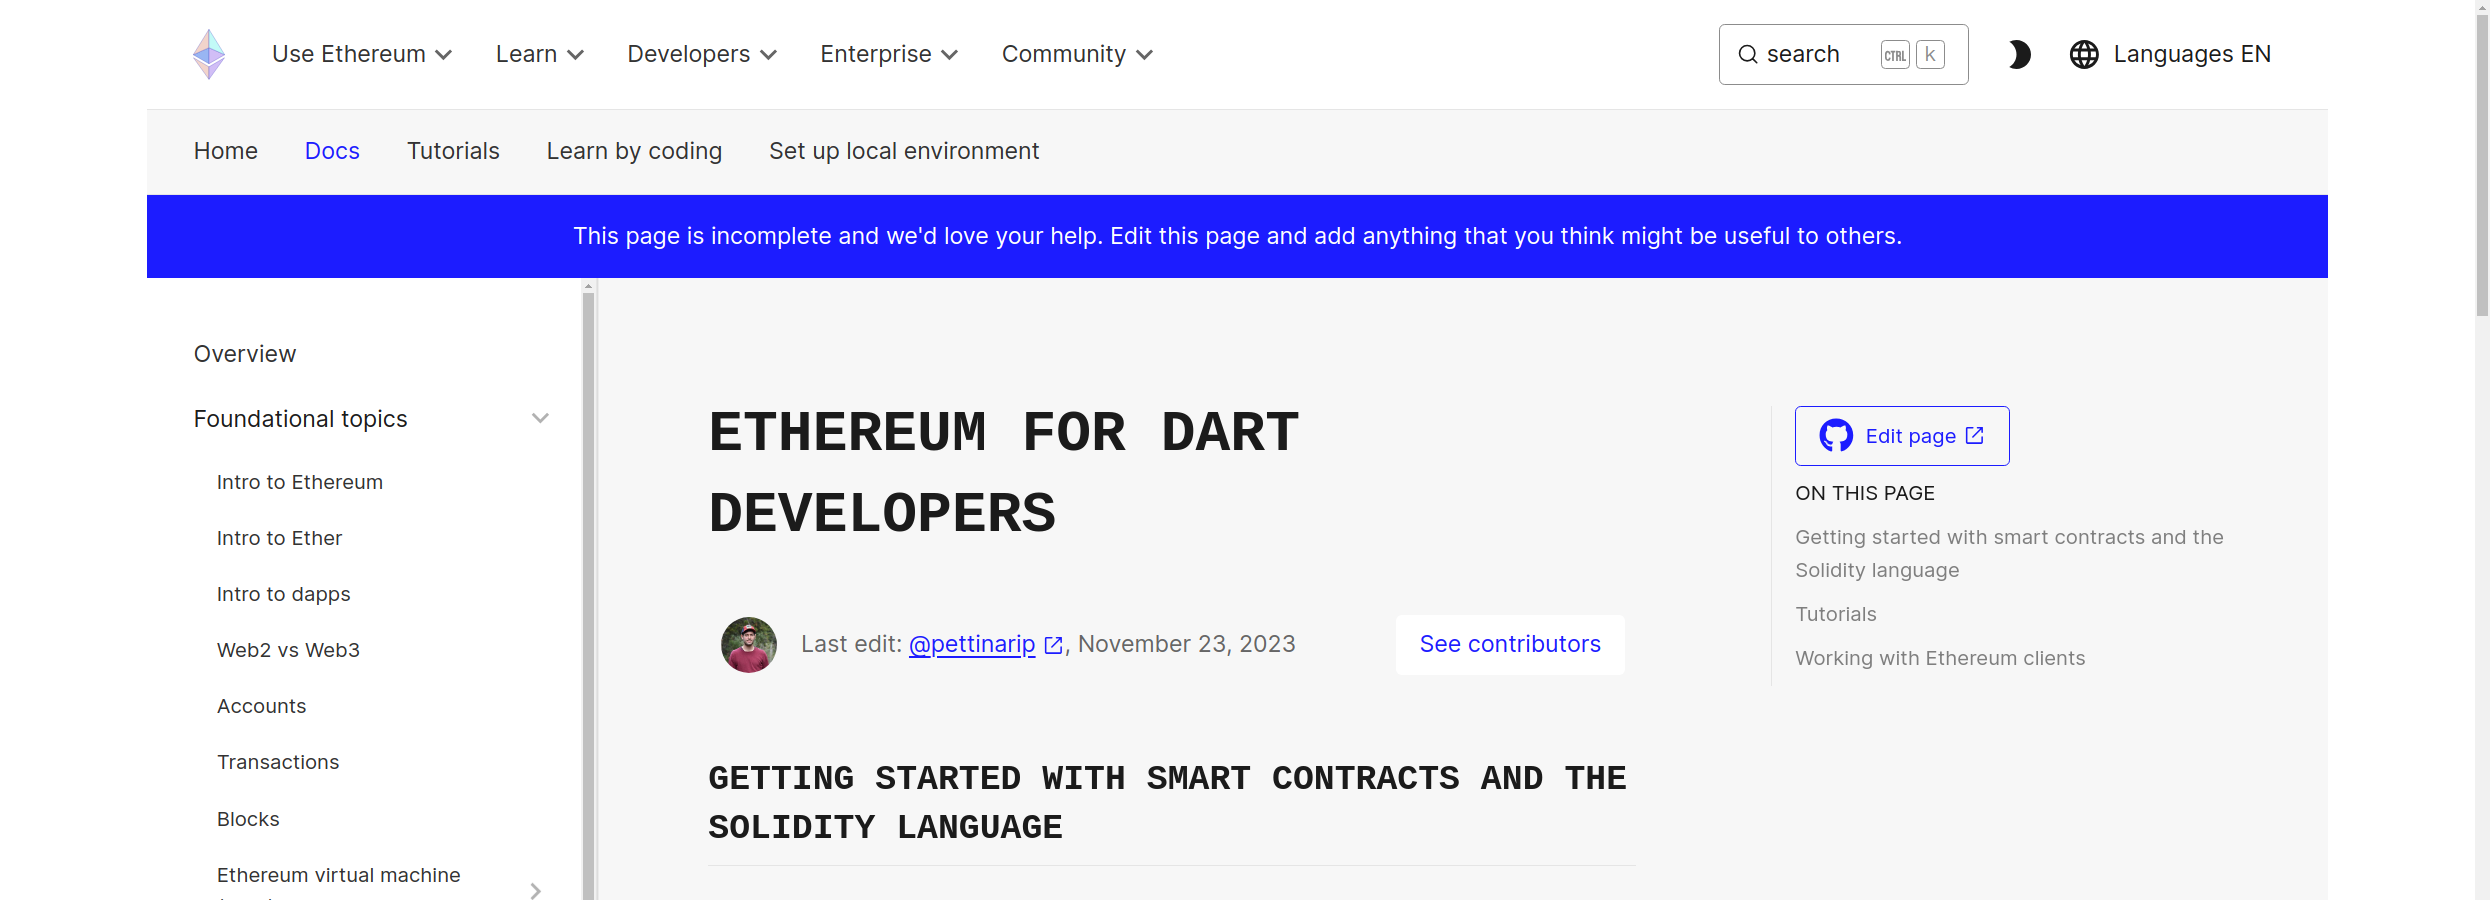 Use Ethereum Learn Developers Enterprise Community search CTRL k Languages EN
Home Docs Tutorials Learn by coding Set up local environment
This page is incomplete and we'd love your help. Edit this page and add anything that you think might be useful to others.
Overview
Foundational topics
Intro to Ethereum
Intro to Ether
Intro to dapps
Web2 vs Web3
Accounts
Transactions
Blocks
Ethereum virtual machine
ETHEREUM FOR DART
DEVELOPERS
Last edit: @pettinarip, November 23, 2023 See contributors
GETTING STARTED WITH SMART CONTRACTS AND THE
SOLIDITY LANGUAGE
Edit page
ON THIS PAGE
Getting started with smart contracts and the
Solidity language
Tutorials
Working with Ethereum clients